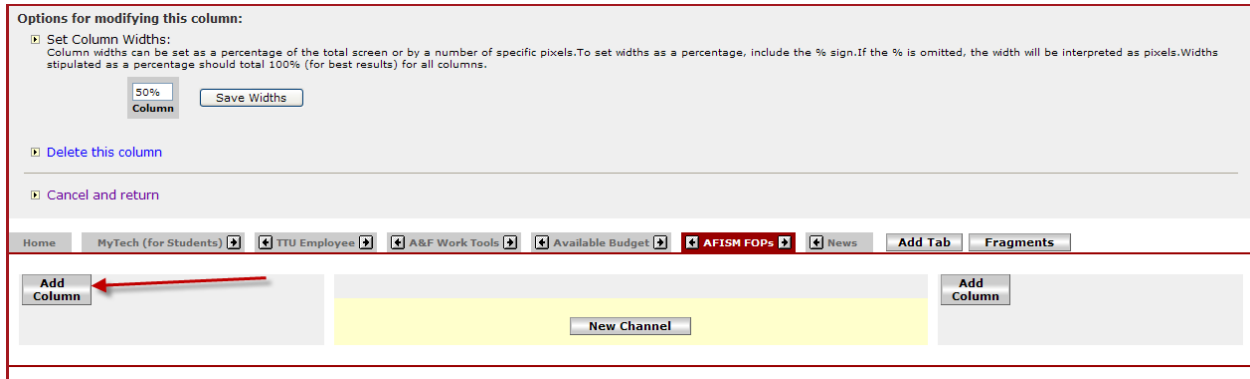 Options for modifying this column:
Set Column Widths:
Column widths can be set as a percentage of the total screen or by a number of specific pixels.To set widths as a percentage, include the % sign.If the % is omitted, the width will be interpreted as pixels.Widths
stipulated as a percentage should total 100% (for best results) for all columns.
50% Save Widths
Column
Delete this column
Cancel and return
Home MyTech (for Students) TTU Employee A&F Work Tools Available Budget AFISM FOPs News Add Tab Fragments
Add
Column
New Channel
Add
Column